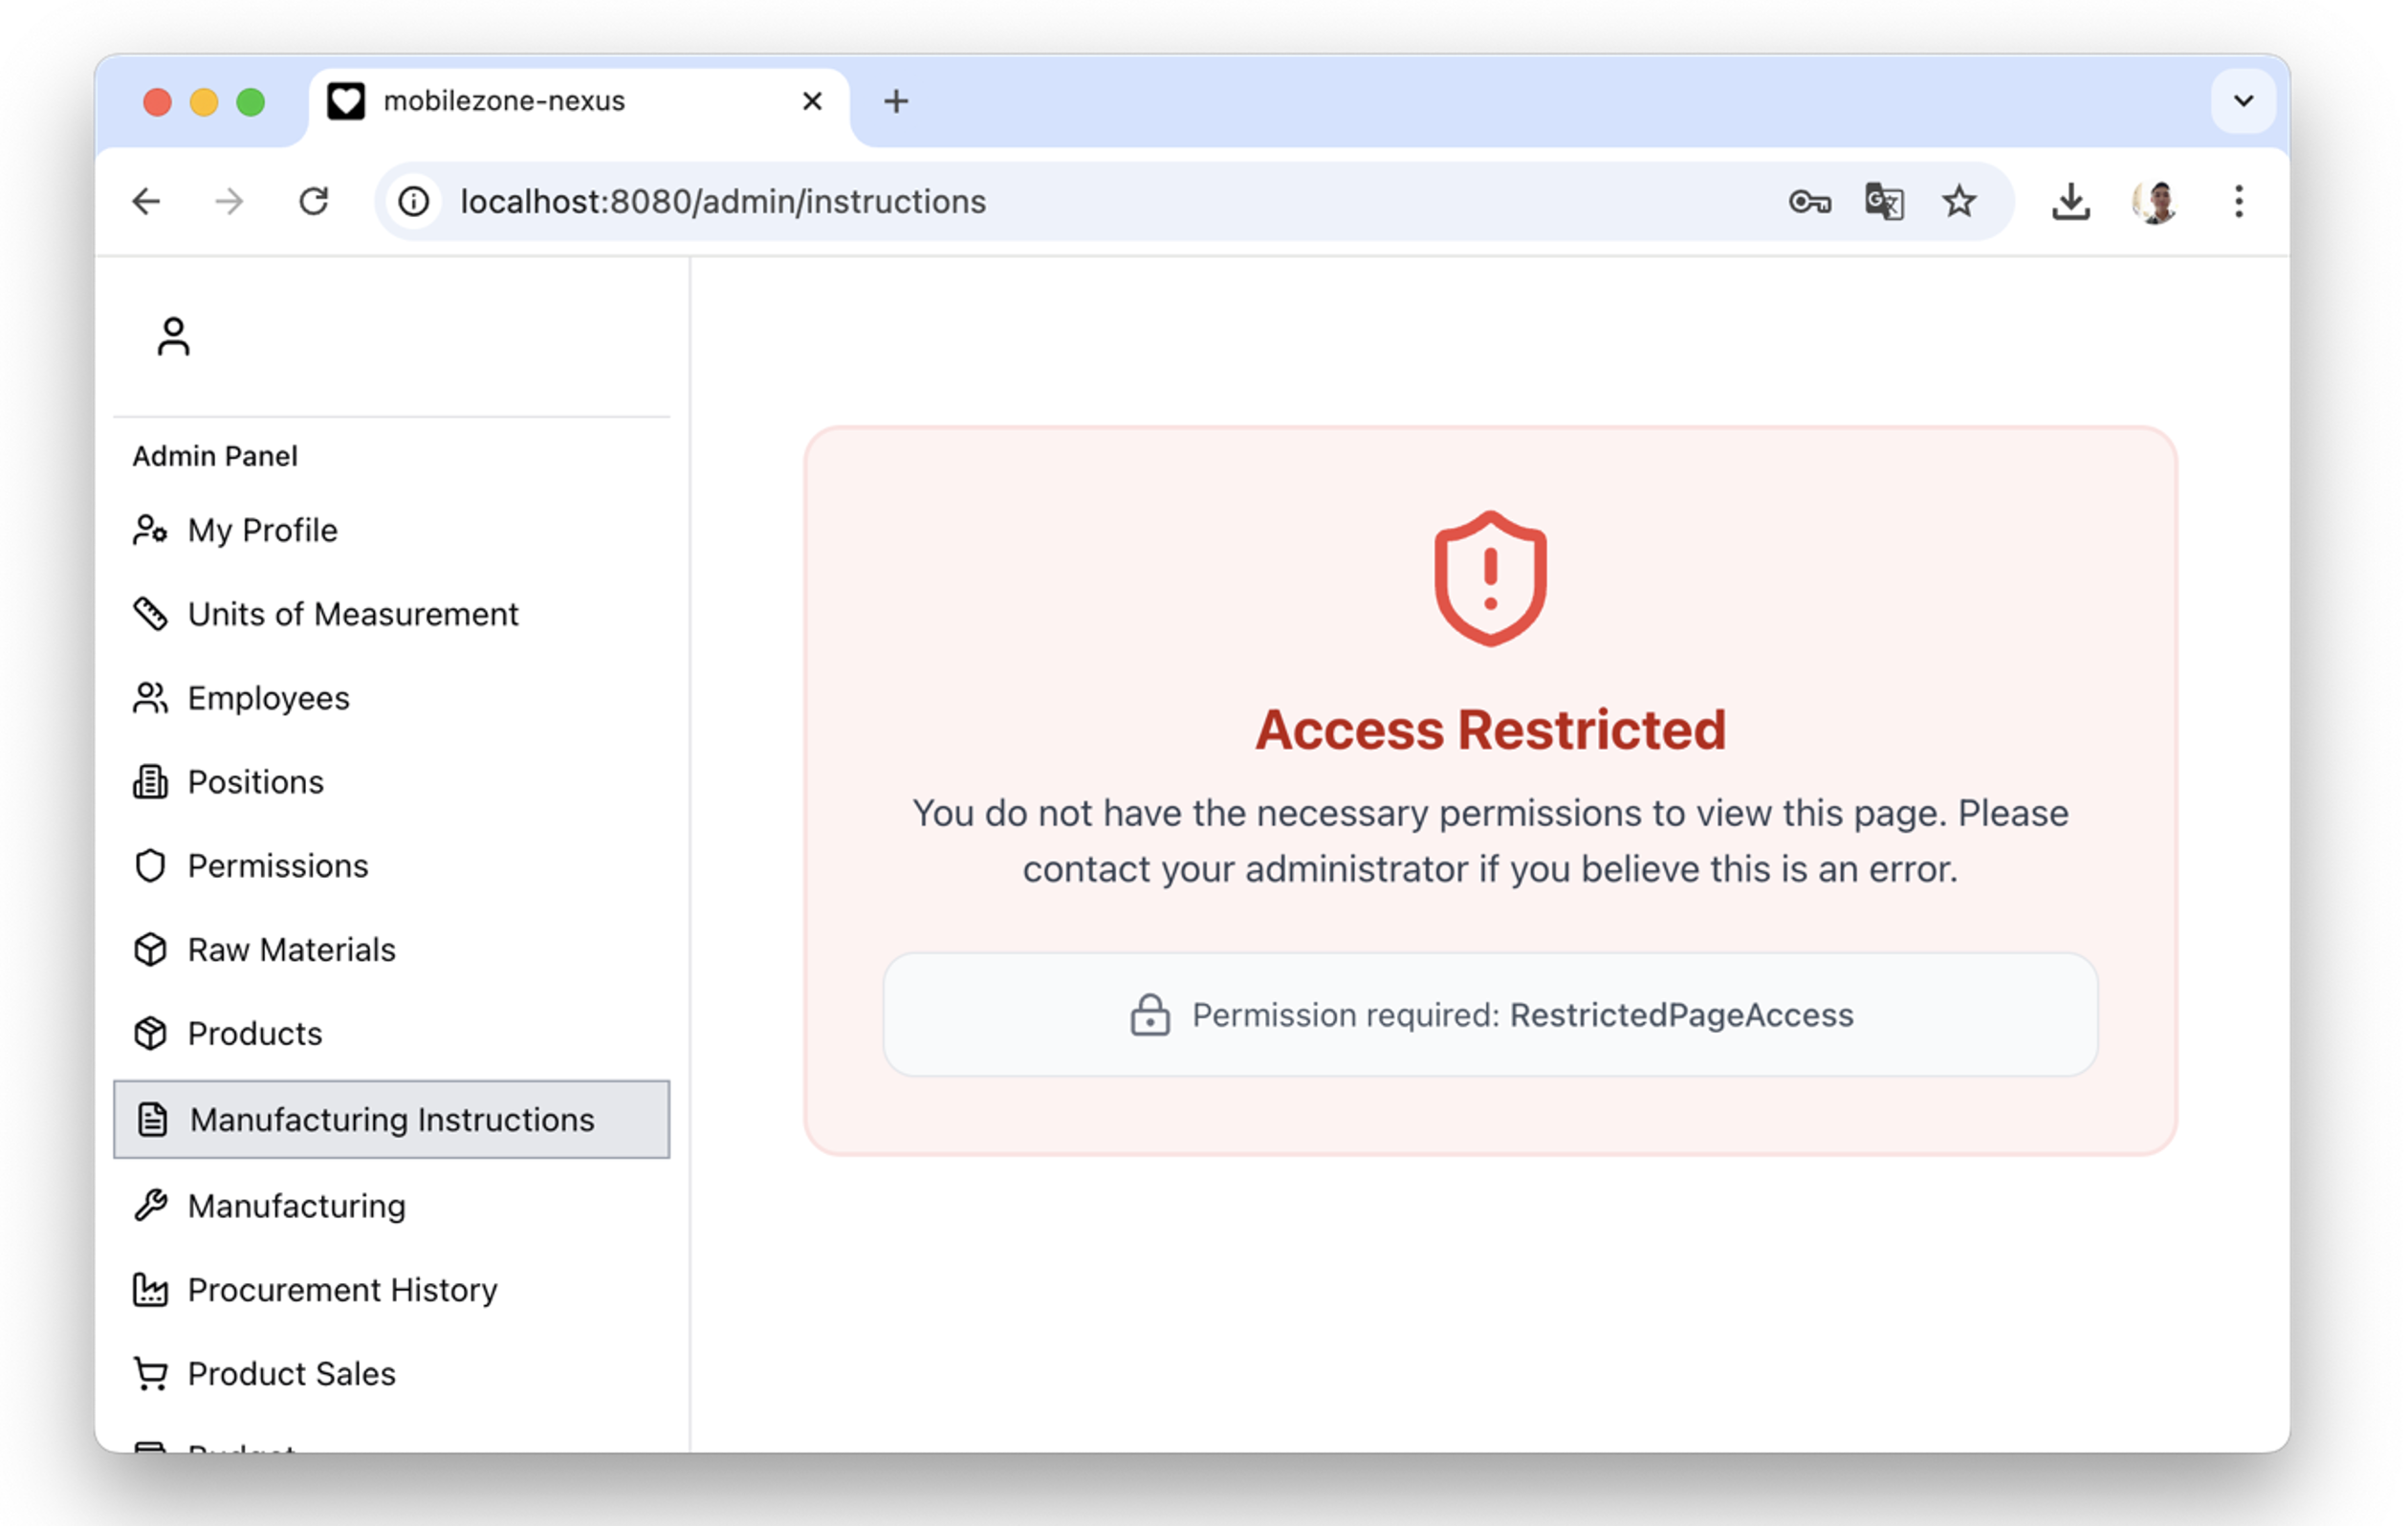 mobilezone-nexus
localhost:8080/admin/instructions
Admin Panel
My Profile
Units of Measurement
Employees
Positions
Permissions
Raw Materials
Products
Manufacturing Instructions
Manufacturing
Procurement History
Product Sales
Budget
Access Restricted
You do not have the necessary permissions to view this page. Please
contact your administrator if you believe this is an error.
Permission required: RestrictedPageAccess